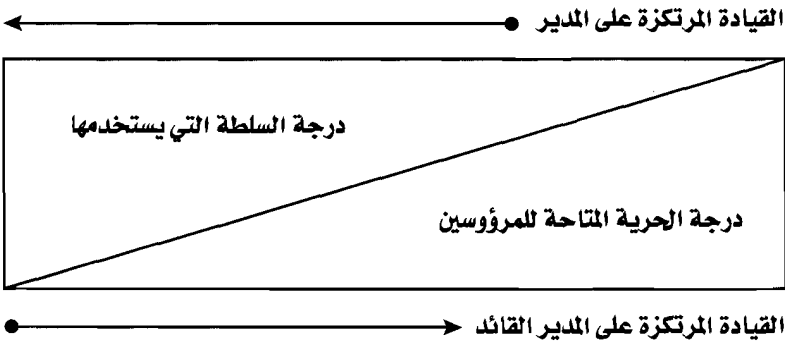 القيادة المرتكزة على المدير
درجة السلطة التي يستخدمها
درجة الحرية المتاحة للمرؤوسين
القيادة المرتكزة على المدير القائد